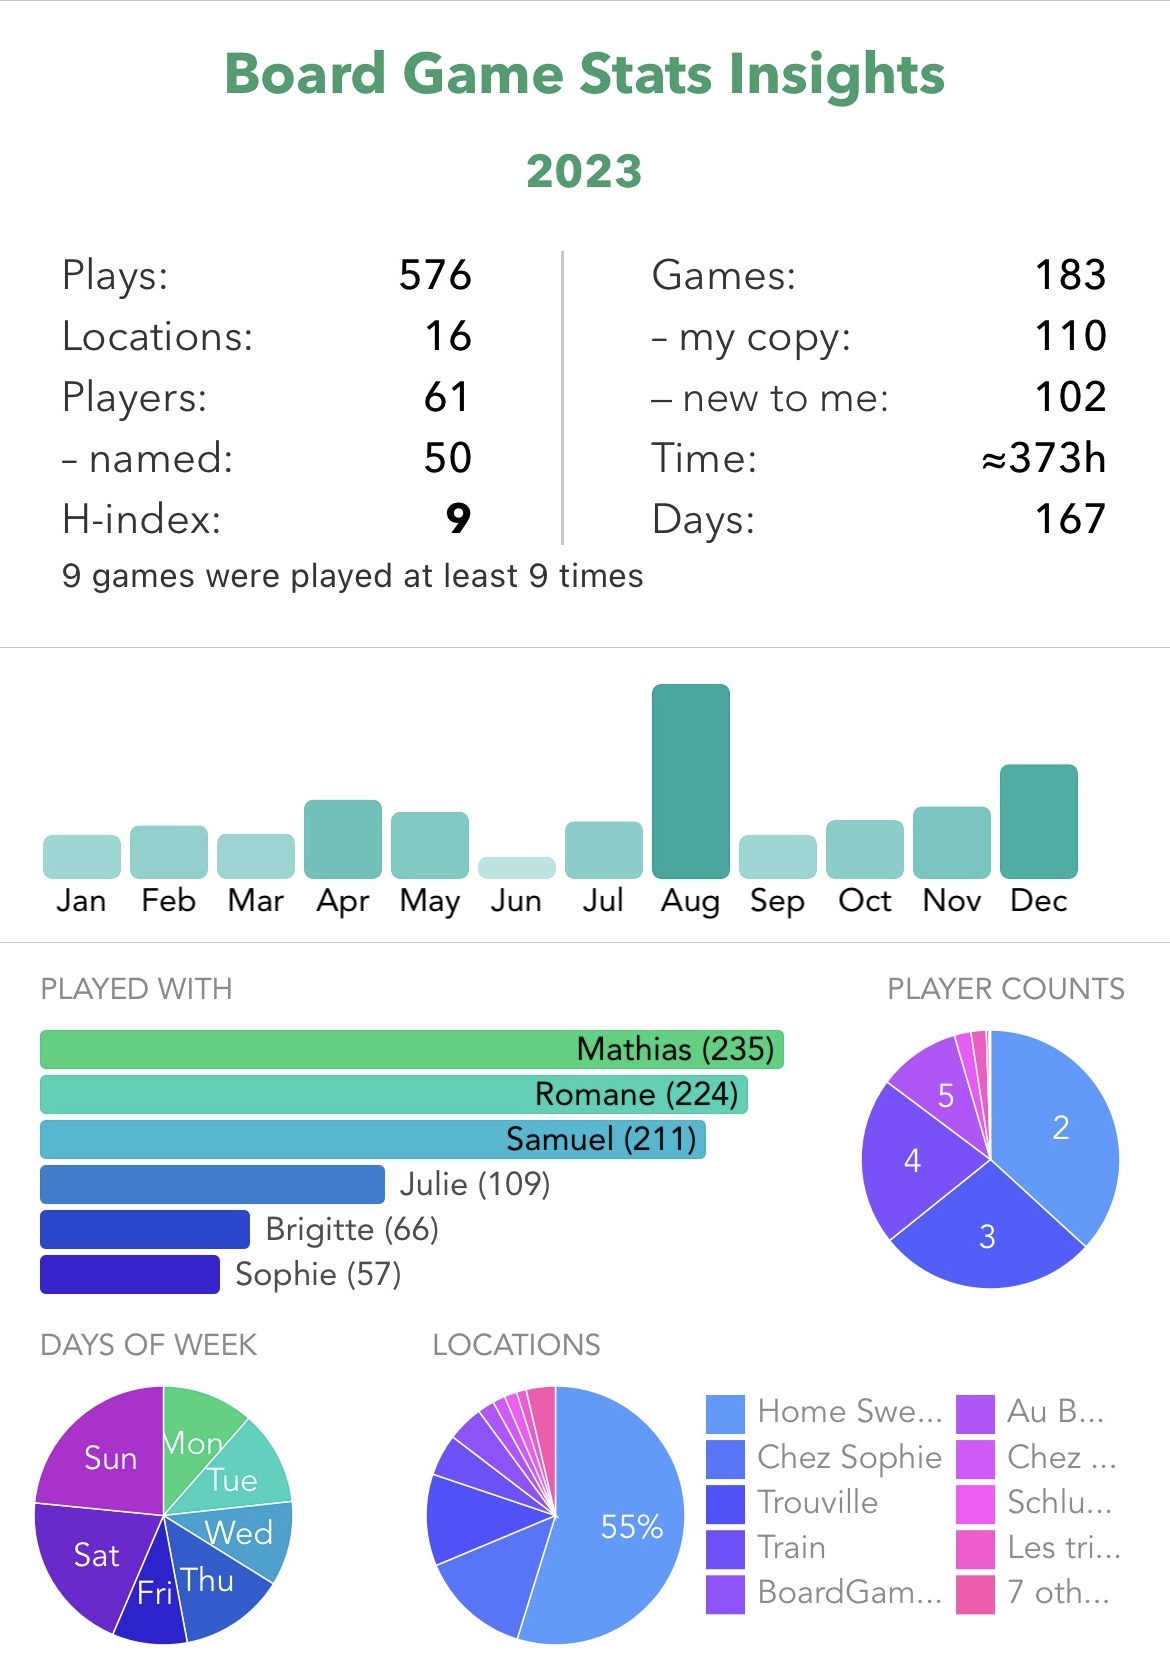 Board Game Stats Insights
2023
Plays: 576
Locations: 16
Players: 61
– named: 50
H-index: 9
9 games were played at least 9 times
Games: 183
– my copy: 110
– new to me: 102
Time: ≈373h
Days: 167
Jan Feb Mar Apr May Jun Jul Aug Sep Oct Nov Dec
PLAYED WITH
Mathias (235)
Romane (224)
Samuel (211)
Julie (109)
Brigitte (66)
Sophie (57)
PLAYER COUNTS
2
3
4
5
DAYS OF WEEK
Mon
Tue
Wed
Thu
Fri
Sat
Sun
LOCATIONS
55%
Home Swe...
Chez Sophie
Trouville
Train
BoardGam...
Au B...
Chez ...
Schlu...
Les tri...
7 oth...